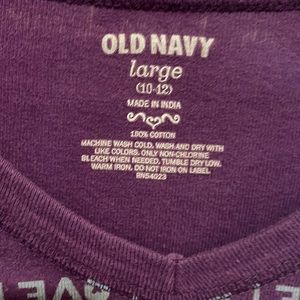 OLD NAVY
large
(10-12)
MADE IN INDIA
100% COTTON
MACHINE WASH COLD. WASH AND DRY WITH
LIKE COLORS. ONLY NON-CHLORINE
BLEACH WHEN NEEDED. TUMBLE DRY LOW.
WARM IRON. DO NOT IRON ON LABEL.
RN54023